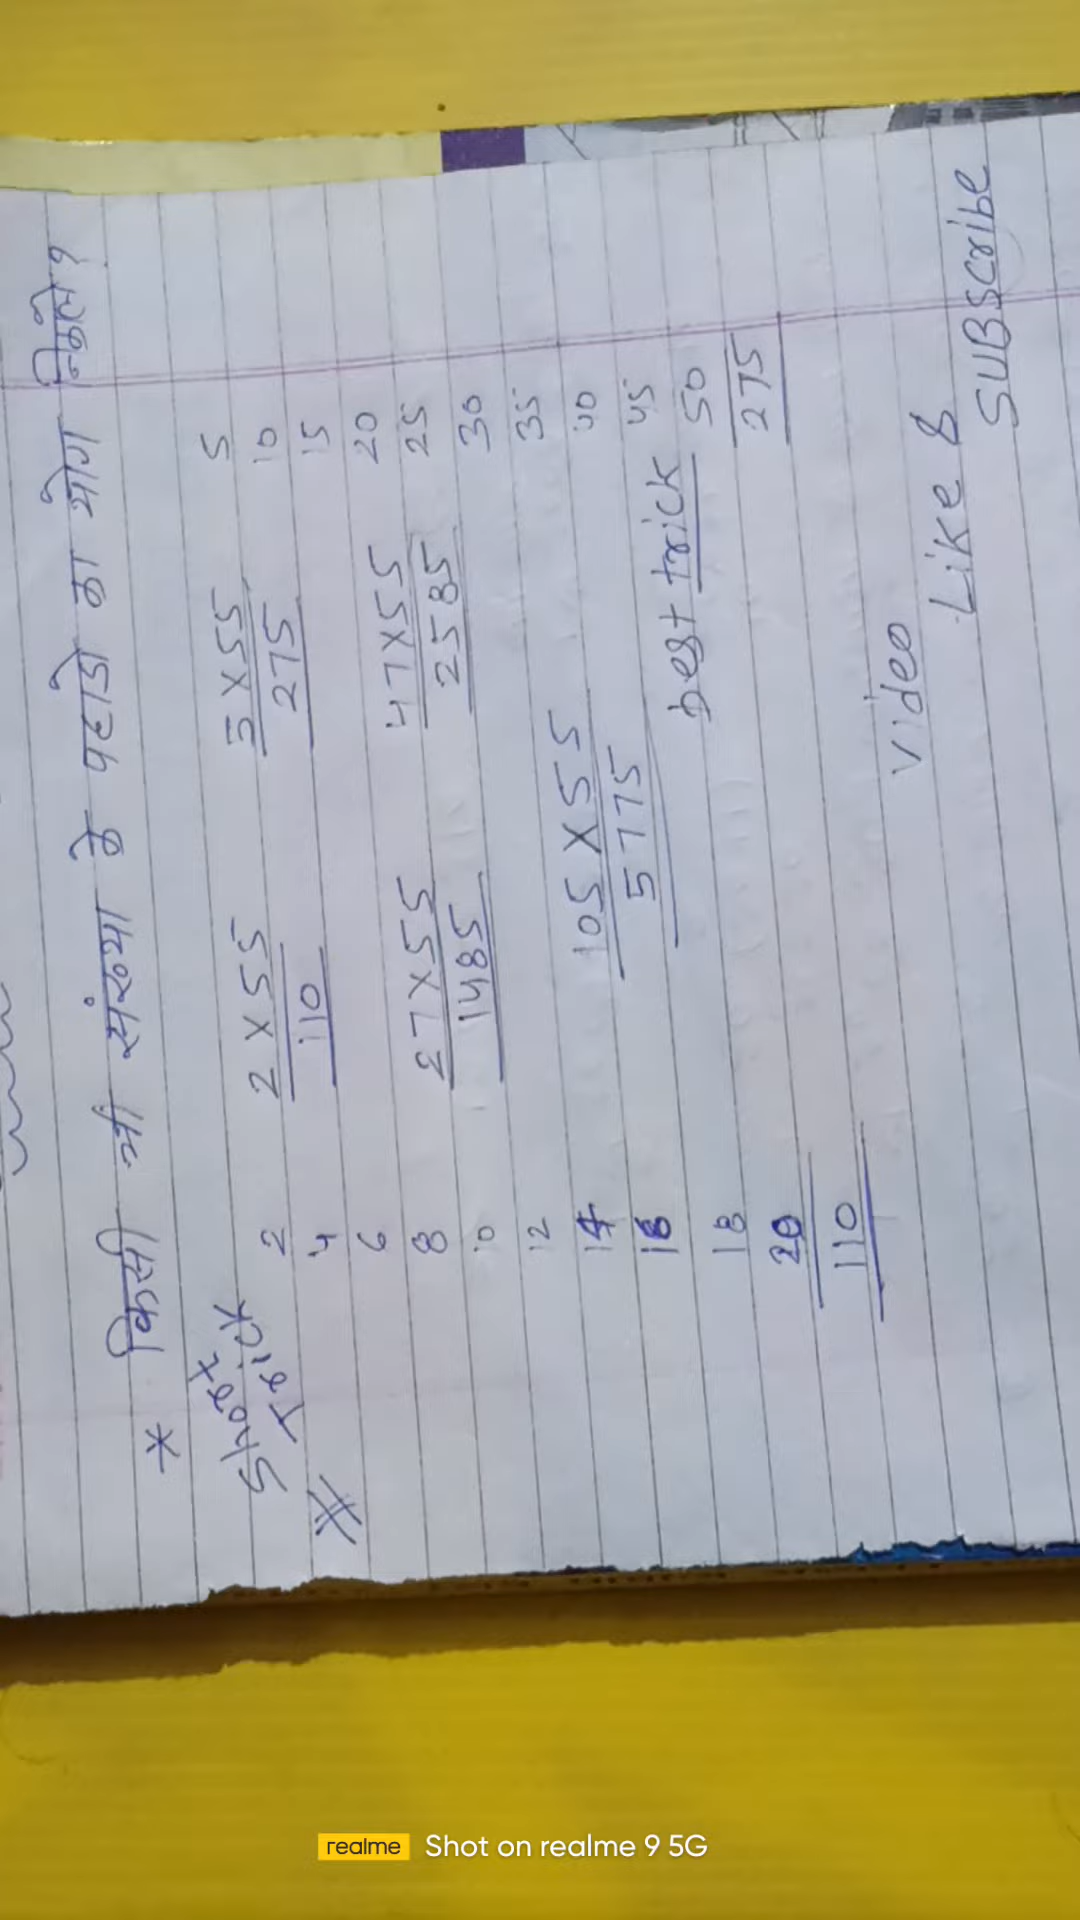 * किसी भी संख्या के पहाड़े का योग निकाले?
Short
Trick
2
4
6
8
10
12
14
16
18
20
110
2 x 55
110
5 x 55
275
27 x 55
1485
47 x 55
2585
105 x 55
5775
best trick
5
10
15
20
25
30
35
40
45
50
275
video
Like &
SUBScribe
realme Shot on realme 9 5G